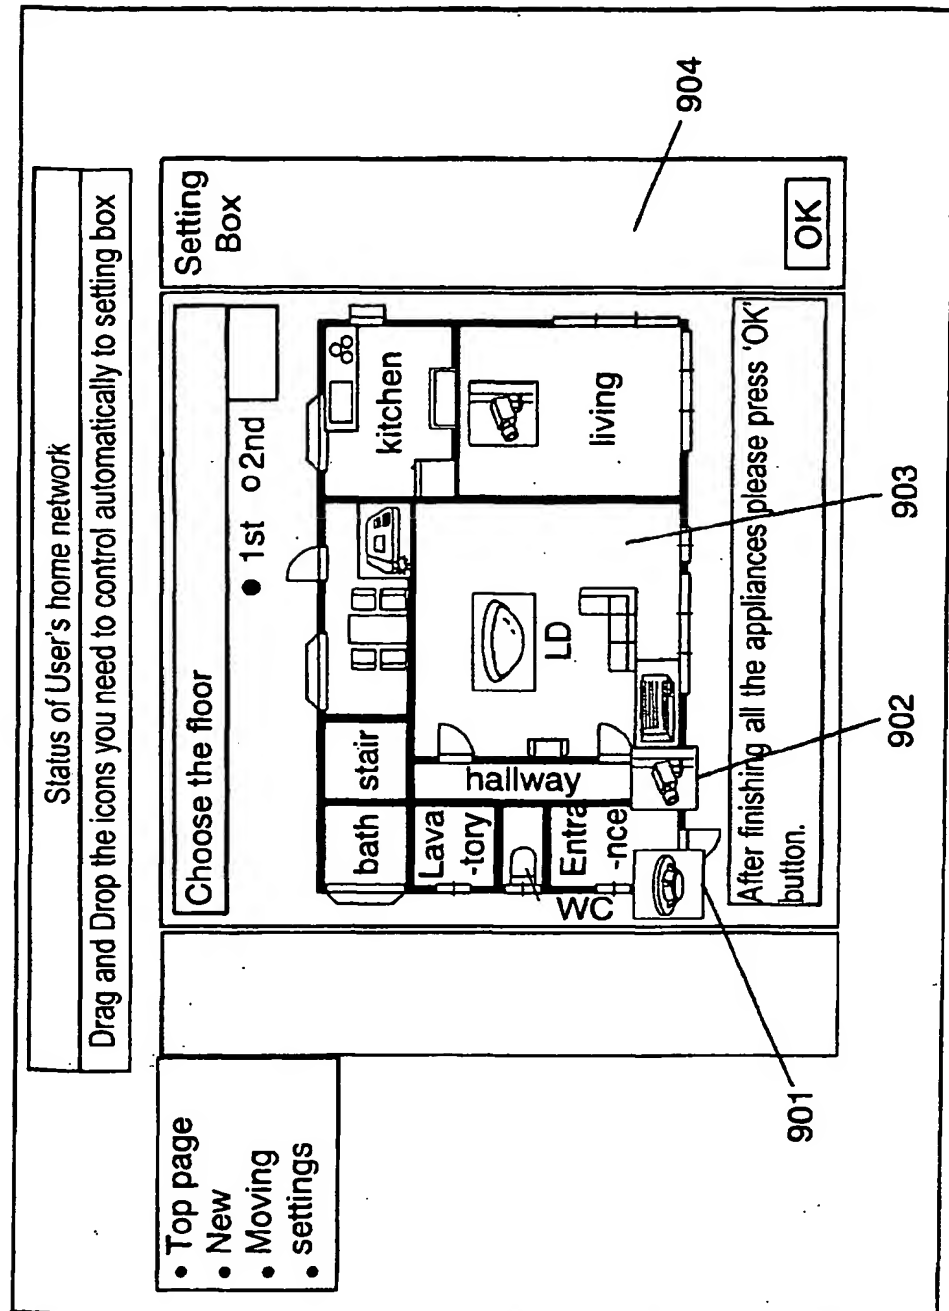 Status of User's home network
Drag and Drop the icons you need to control automatically to setting box
• Top page
• New
• Moving
• settings
Choose the floor
● 1st ○ 2nd
Setting
Box
bath
stair
kitchen
Lava
-tory
hallway
LD
living
WC
Entra
-nce
After finishing all the appliances please press 'OK'
button.
OK
901
902
903
904